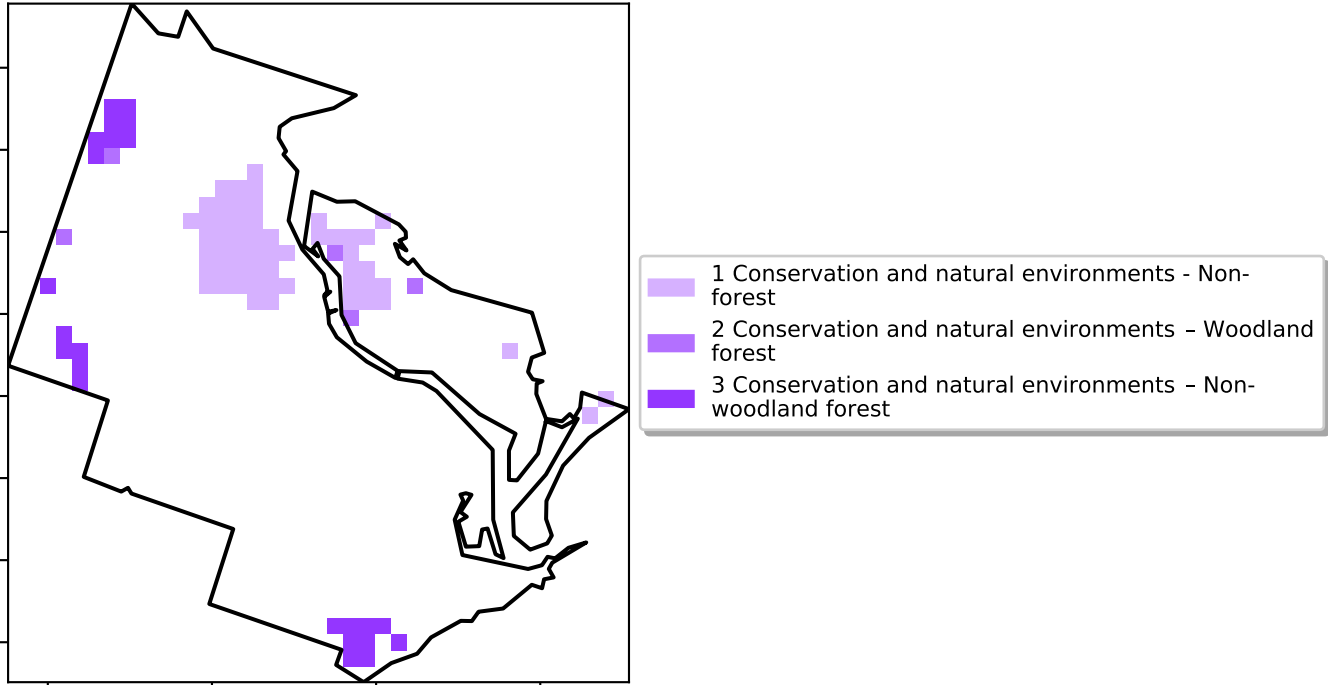 1 Conservation and natural environments - Non-
forest
2 Conservation and natural environments – Woodland
forest
3 Conservation and natural environments – Non-
woodland forest